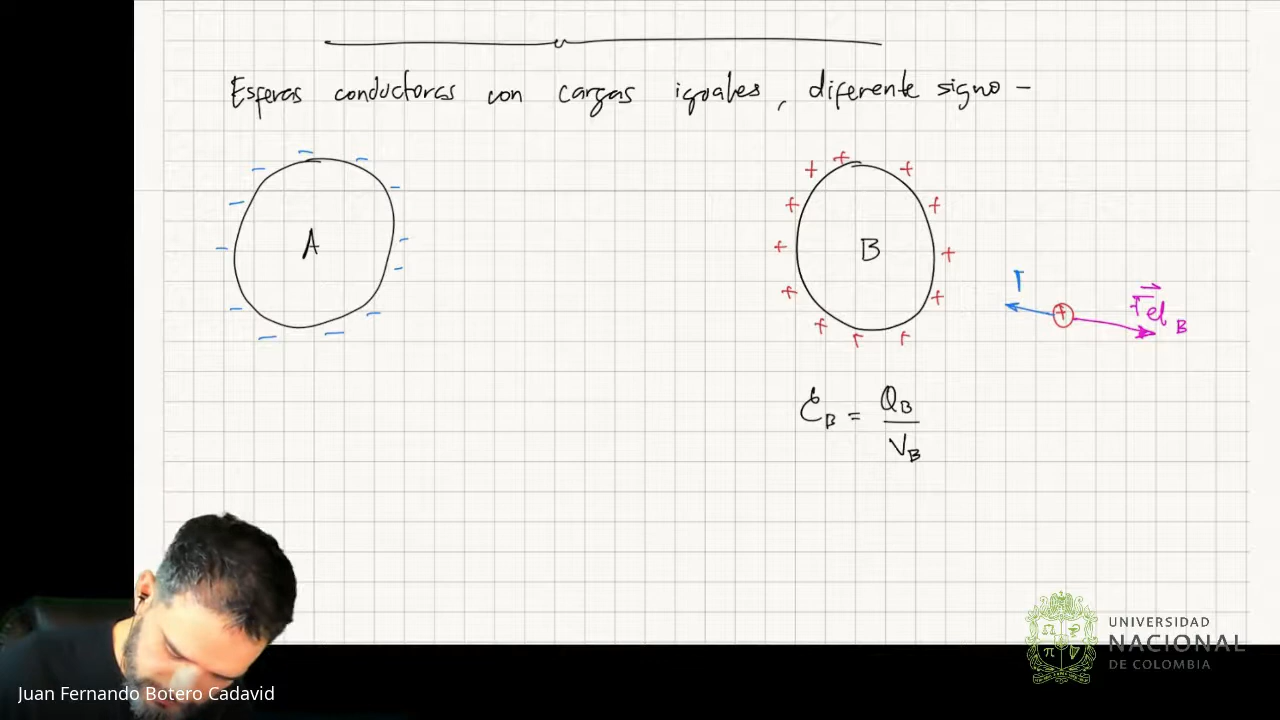 Esferas conductoras con cargas iguales, diferente signo -
A
B
F
+
F el B
C_B = Q_B / V_B
UNIVERSIDAD
NACIONAL
DE COLOMBIA
Juan Fernando Botero Cadavid